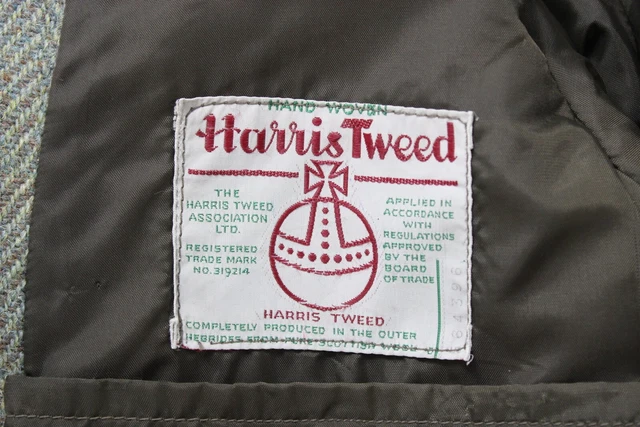 HAND WOVEN
Harris Tweed
THE
HARRIS TWEED
ASSOCIATION
LTD.
REGISTERED
TRADE MARK
NO. 319214
APPLIED IN
ACCORDANCE
WITH
REGULATIONS
APPROVED
BY THE
BOARD
OF TRADE
HARRIS TWEED
COMPLETELY PRODUCED IN THE OUTER
HEBRIDES FROM PURE SCOTTISH WOOL